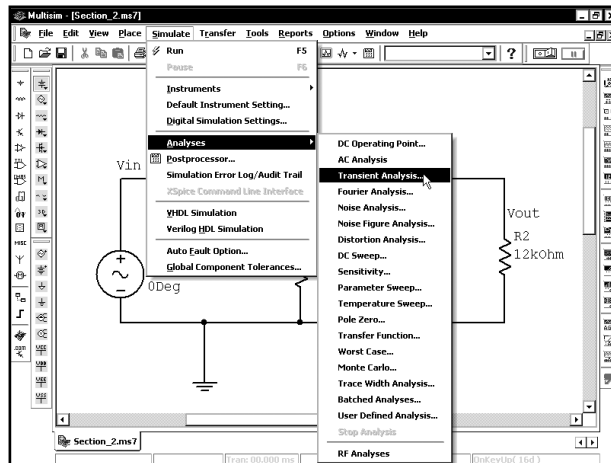 Multisim - [Section_2.ms7]
File Edit View Place Simulate Transfer Tools Reports Options Window Help
Run F5
Pause F6
Instruments
Default Instrument Setting...
Digital Simulation Settings...
Analyses
Postprocessor...
Simulation Error Log/Audit Trail
XSpice Command Line Interface
VHDL Simulation
Verilog HDL Simulation
Auto Fault Option...
Global Component Tolerances...
DC Operating Point...
AC Analysis
Transient Analysis...
Fourier Analysis...
Noise Analysis...
Noise Figure Analysis...
Distortion Analysis...
DC Sweep...
Sensitivity...
Parameter Sweep...
Temperature Sweep...
Pole Zero...
Transfer Function...
Worst Case...
Monte Carlo...
Trace Width Analysis...
Batched Analyses...
User Defined Analysis...
Stop Analysis
RF Analyses
Vin
0Deg
Vout
R2
12kOhm
MISC
Section_2.ms7
Tran: 00.000 ms
OnKeyUp( 16d )